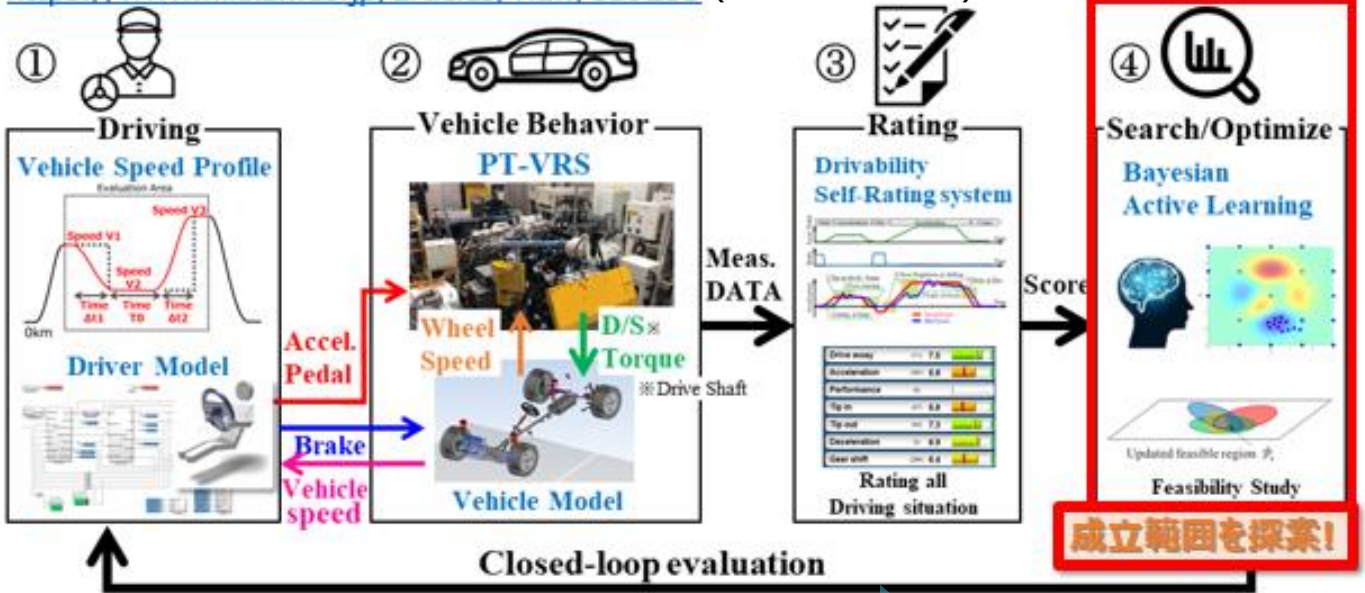 ①
Driving
Vehicle Speed Profile
Evaluation Area
Speed V3
Speed V1
Speed
V2
Time
Δt1
Time
T0
Time
Δt2
0km
Driver Model
Accel.
Pedal
Brake
Vehicle
speed
②
Vehicle Behavior
PT-VRS
Wheel
Speed
D/S※
Torque
※Drive Shaft
Vehicle Model
Meas.
DATA
③
Rating
Drivability
Self-Rating system
Drive away 7.0
Acceleration
Performance
Tip in
Tip out
Deceleration
Gear shift
Rating all
Driving situation
Score
④
Search/Optimize
Bayesian
Active Learning
Updated feasible region
Feasibility Study
成立範囲を探索!
Closed-loop evaluation